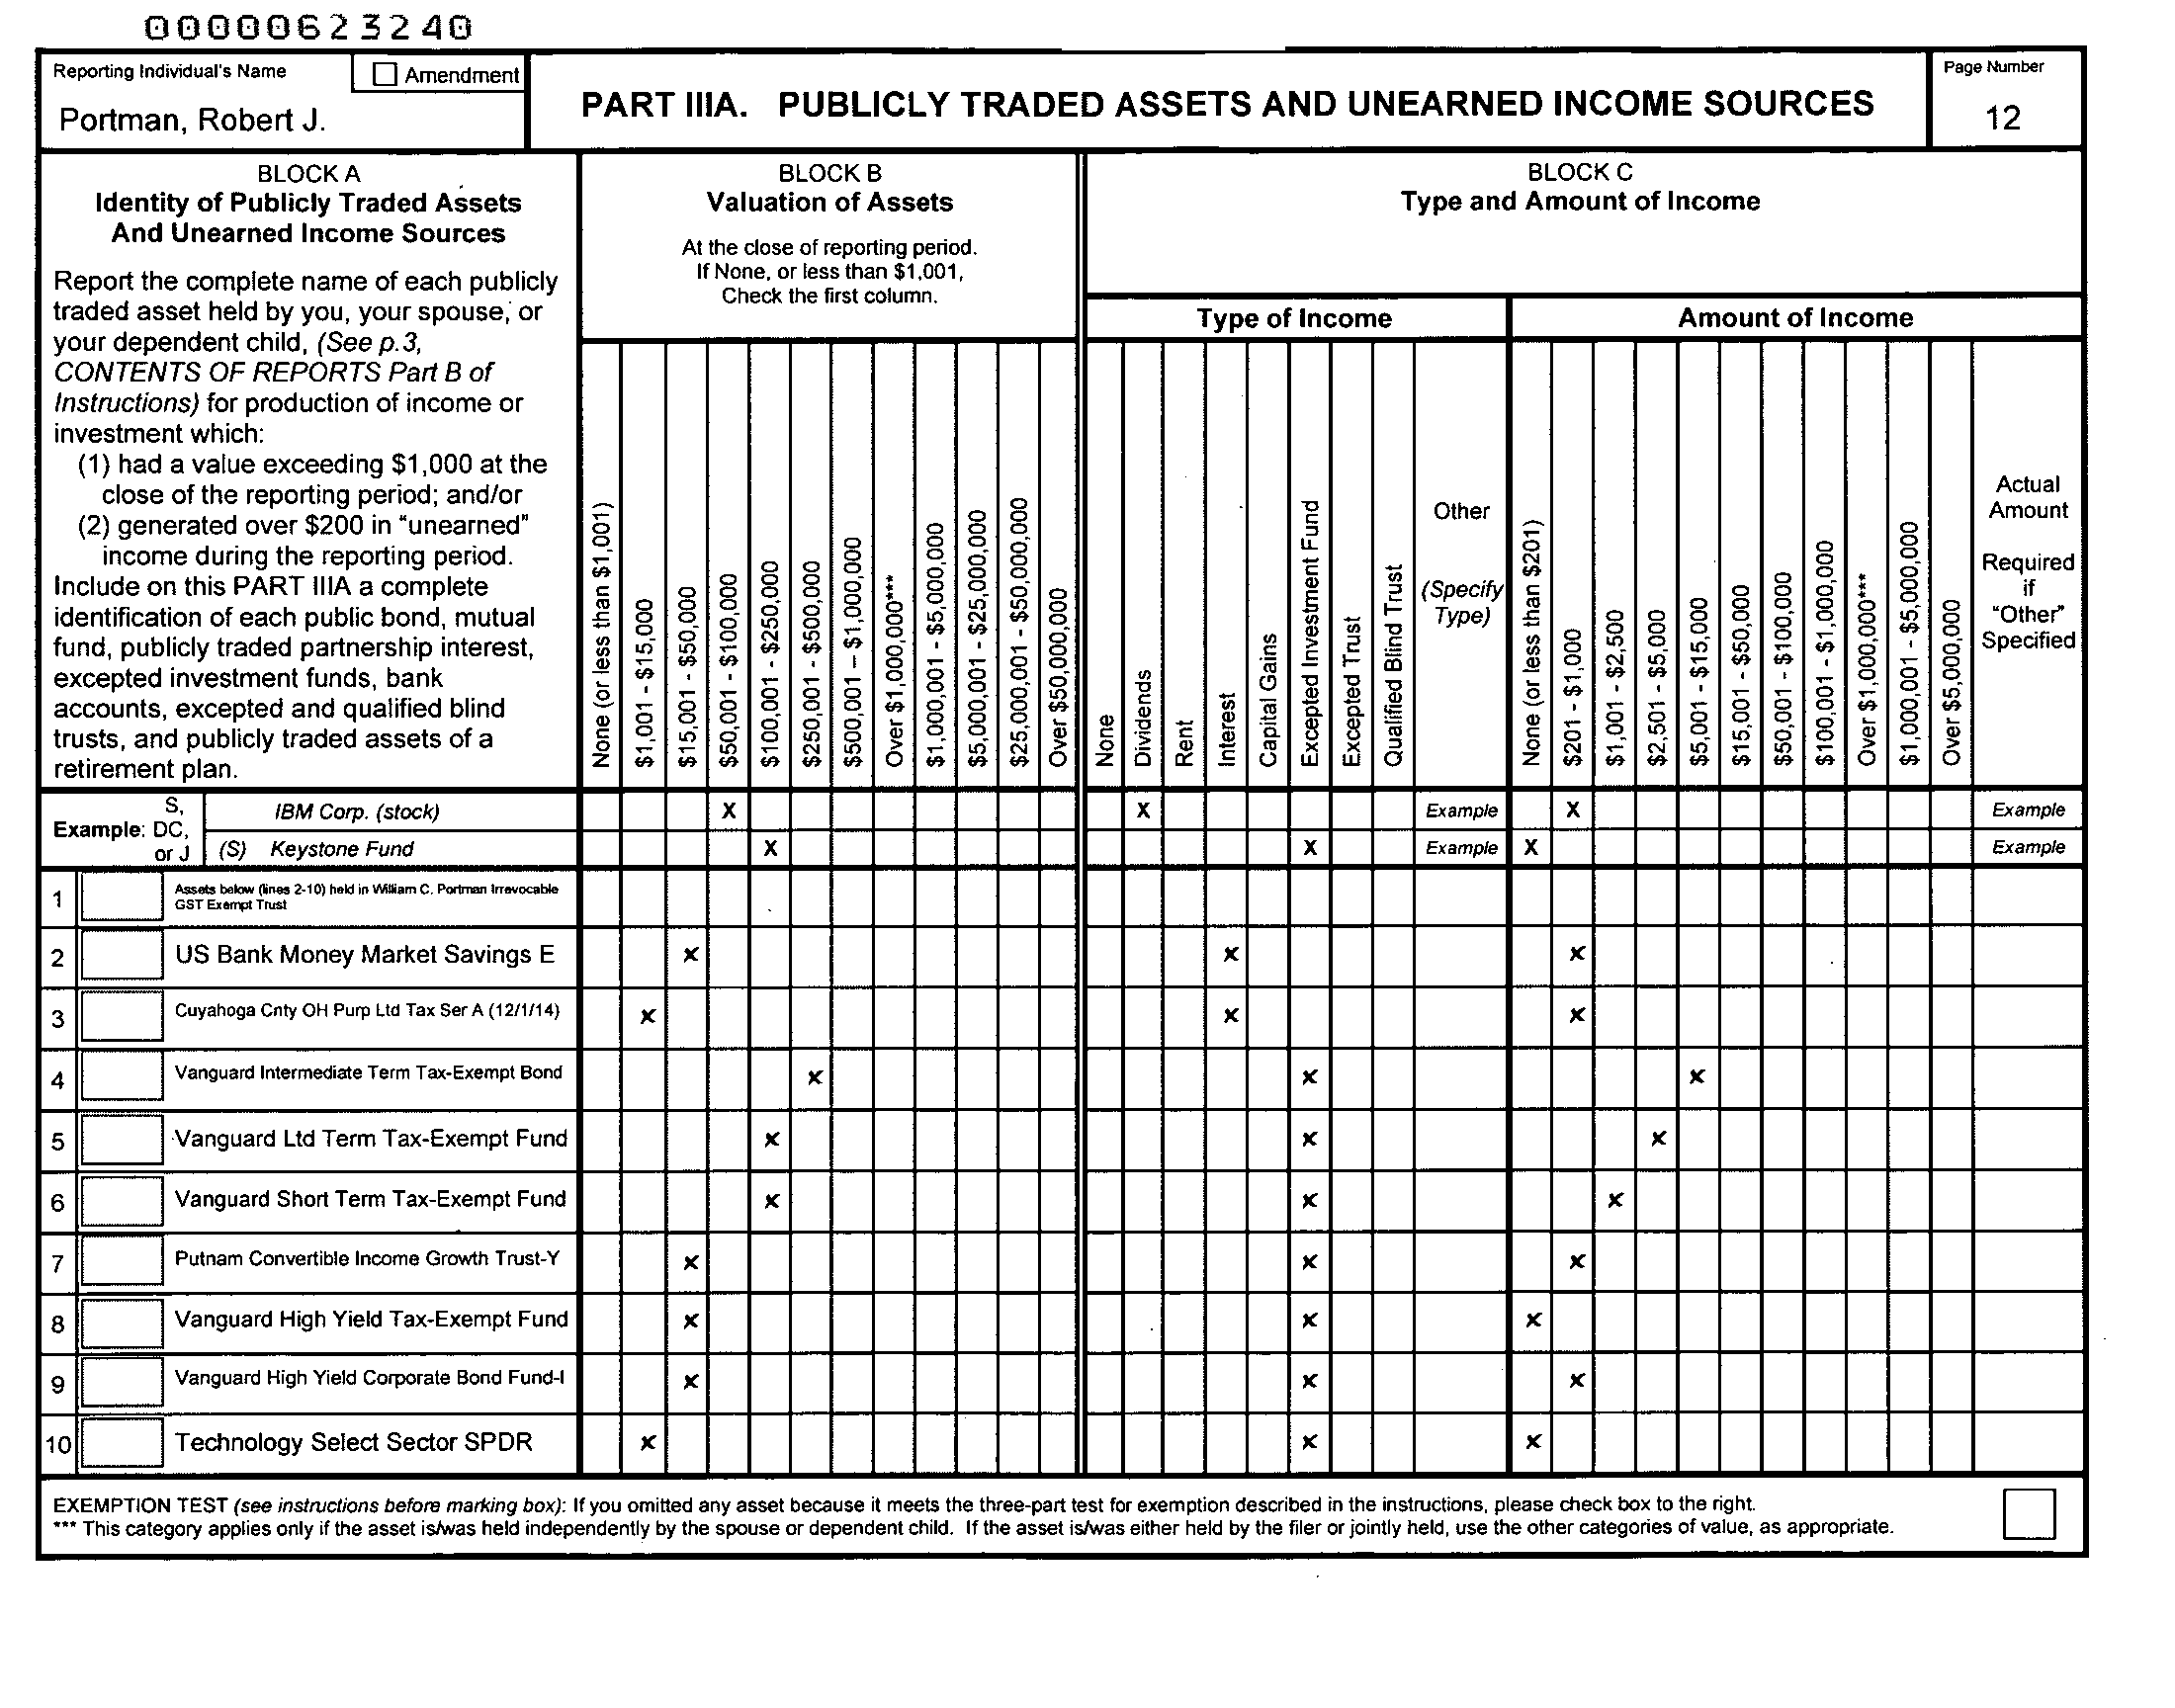 00000623240
Reporting Individual's Name
Amendment
Portman, Robert J.
PART IIIA. PUBLICLY TRADED ASSETS AND UNEARNED INCOME SOURCES
Page Number
12
BLOCK A
Identity of Publicly Traded Assets
And Unearned Income Sources
Report the complete name of each publicly
traded asset held by you, your spouse, or
your dependent child, (See p.3,
CONTENTS OF REPORTS Part B of
Instructions) for production of income or
investment which:
(1) had a value exceeding $1,000 at the
close of the reporting period; and/or
(2) generated over $200 in "unearned"
income during the reporting period.
Include on this PART IIIA a complete
identification of each public bond, mutual
fund, publicly traded partnership interest,
excepted investment funds, bank
accounts, excepted and qualified blind
trusts, and publicly traded assets of a
retirement plan.
BLOCK B
Valuation of Assets
At the close of reporting period.
If None, or less than $1,001,
Check the first column.
None (or less than $1,001)
$1,001 - $15,000
$15,001 - $50,000
$50,001 - $100,000
$100,001 - $250,000
$250,001 - $500,000
$500,001 – $1,000,000
Over $1,000,000***
$1,000,001 - $5,000,000
$5,000,001 - $25,000,000
$25,000,001 - $50,000,000
Over $50,000,000
BLOCK C
Type and Amount of Income
Type of Income
None
Dividends
Rent
Interest
Capital Gains
Excepted Investment Fund
Excepted Trust
Qualified Blind Trust
Other
(Specify
Type)
Amount of Income
None (or less than $201)
$201 - $1,000
$1,001 - $2,500
$2,501 - $5,000
$5,001 - $15,000
$15,001 - $50,000
$50,001 - $100,000
$100,001 - $1,000,000
Over $1,000,000***
$1,000,001 - $5,000,000
Over $5,000,000
Actual
Amount
Required
if
"Other"
Specified
Example:
S,
DC,
or J
IBM Corp. (stock) X X Example X Example
(S) Keystone Fund X X Example X Example
1 Assets below (lines 2-10) held in William C. Portman Irrevocable
GST Exempt Trust
2 US Bank Money Market Savings E x x x
3 Cuyahoga Cnty OH Purp Ltd Tax Ser A (12/1/14) x x x
4 Vanguard Intermediate Term Tax-Exempt Bond x x x
5 Vanguard Ltd Term Tax-Exempt Fund x x x
6 Vanguard Short Term Tax-Exempt Fund x x x
7 Putnam Convertible Income Growth Trust-Y x x x
8 Vanguard High Yield Tax-Exempt Fund x x x
9 Vanguard High Yield Corporate Bond Fund-I x x x
10 Technology Select Sector SPDR x x x
EXEMPTION TEST (see instructions before marking box): If you omitted any asset because it meets the three-part test for exemption described in the instructions, please check box to the right.
*** This category applies only if the asset is/was held independently by the spouse or dependent child. If the asset is/was either held by the filer or jointly held, use the other categories of value, as appropriate.